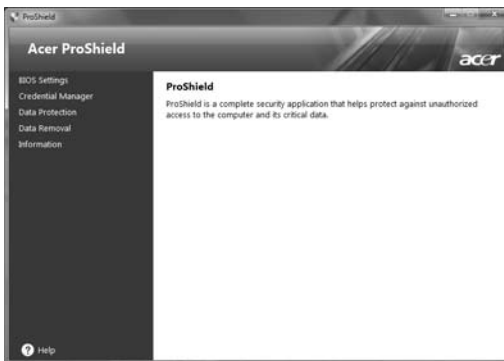 ProShield
Acer ProShield
acer
BIOS Settings
Credential Manager
Data Protection
Data Removal
Information
ProShield
ProShield is a complete security application that helps protect against unauthorized
access to the computer and its critical data.
? Help